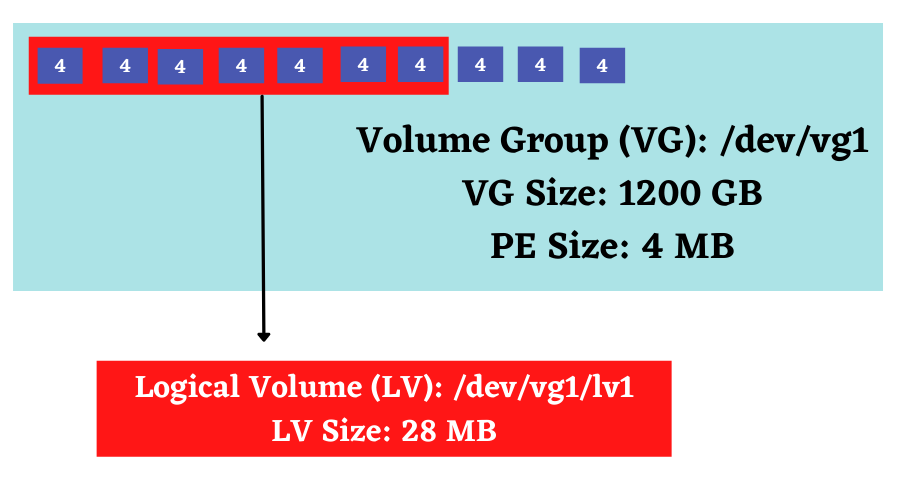 4 4 4 4 4 4 4 4 4 4
Volume Group (VG): /dev/vg1
VG Size: 1200 GB
PE Size: 4 MB
Logical Volume (LV): /dev/vg1/lv1
LV Size: 28 MB